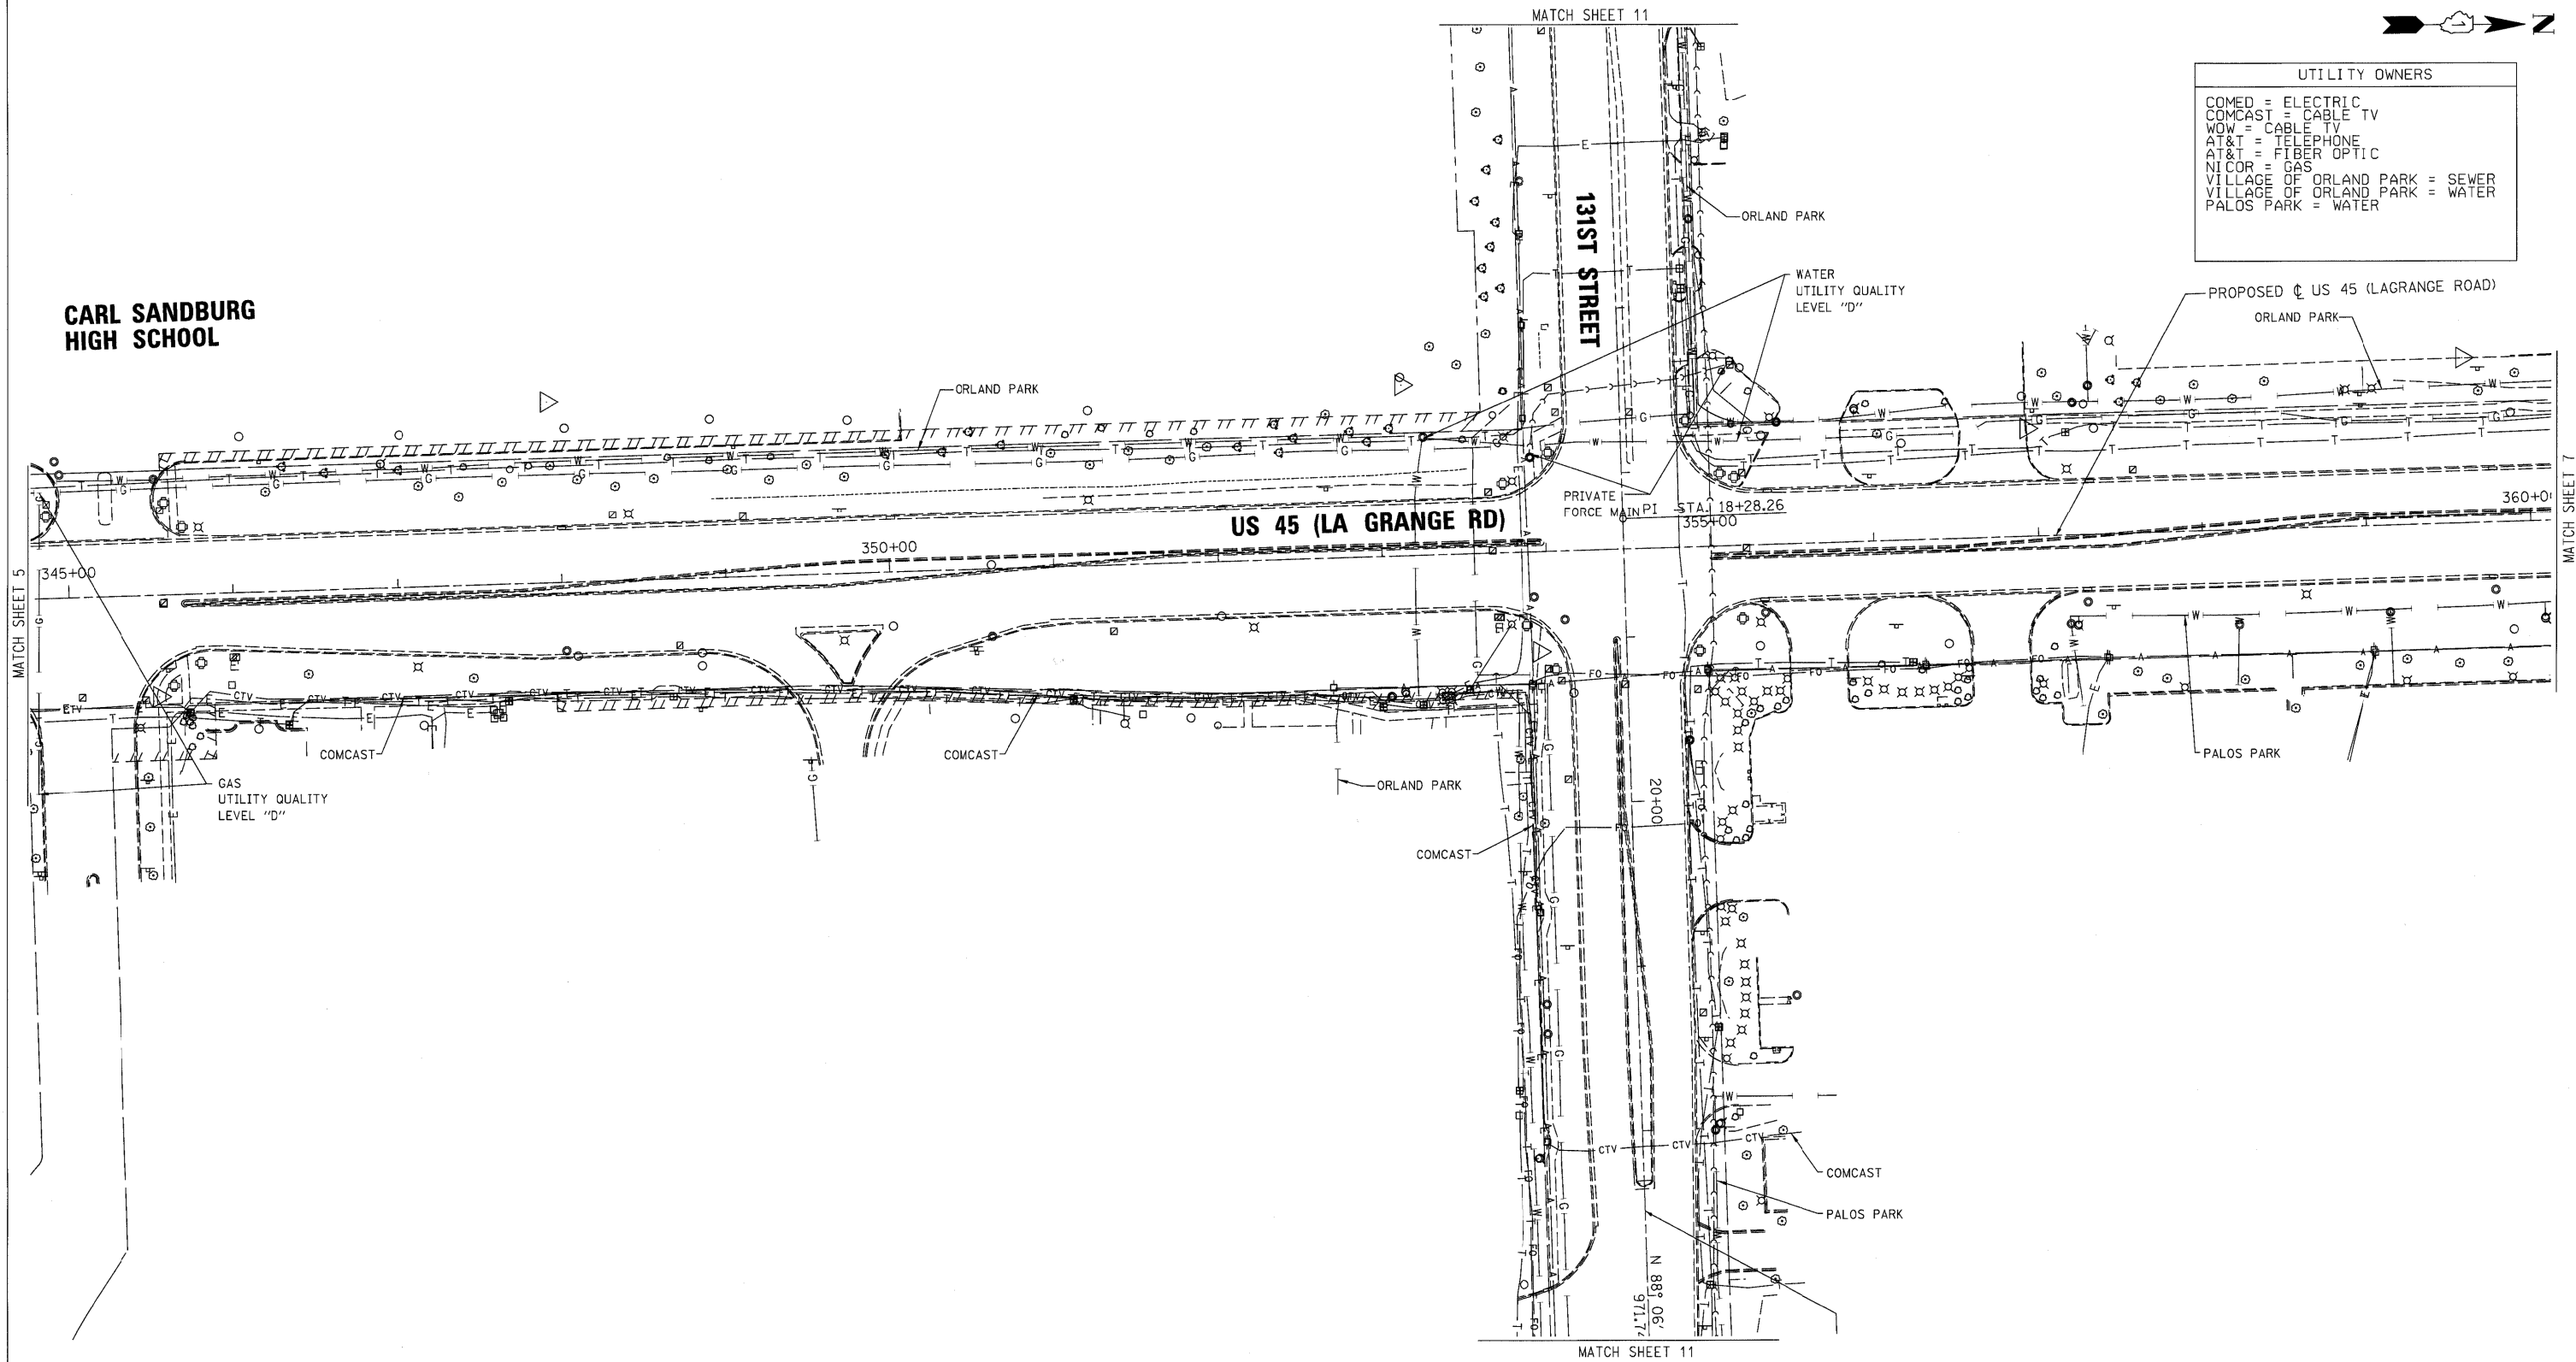 MATCH SHEET 11
N
UTILITY OWNERS
COMED = ELECTRIC
COMCAST = CABLE TV
WOW = CABLE TV
AT&T = TELEPHONE
AT&T = FIBER OPTIC
NICOR = GAS
VILLAGE OF ORLAND PARK = SEWER
VILLAGE OF ORLAND PARK = WATER
PALOS PARK = WATER
131ST STREET
ORLAND PARK
WATER
UTILITY QUALITY
LEVEL "D"
PROPOSED ℄ US 45 (LAGRANGE ROAD)
ORLAND PARK
CARL SANDBURG
HIGH SCHOOL
ORLAND PARK
PRIVATE
FORCE MAIN
PI STA. 18+28.26
US 45 (LA GRANGE RD)
345+00
350+00
355+00
360+0
MATCH SHEET 5
MATCH SHEET 7
COMCAST
COMCAST
ORLAND PARK
PALOS PARK
GAS
UTILITY QUALITY
LEVEL "D"
COMCAST
20+00
CTV
CTV
CTV
COMCAST
PALOS PARK
N 88° 06'
971.7
MATCH SHEET 11